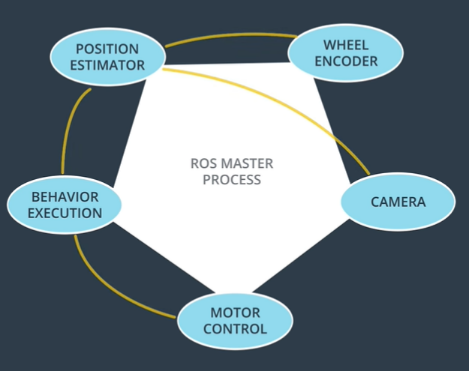 POSITION
ESTIMATOR
WHEEL
ENCODER
ROS MASTER
PROCESS
BEHAVIOR
EXECUTION
CAMERA
MOTOR
CONTROL